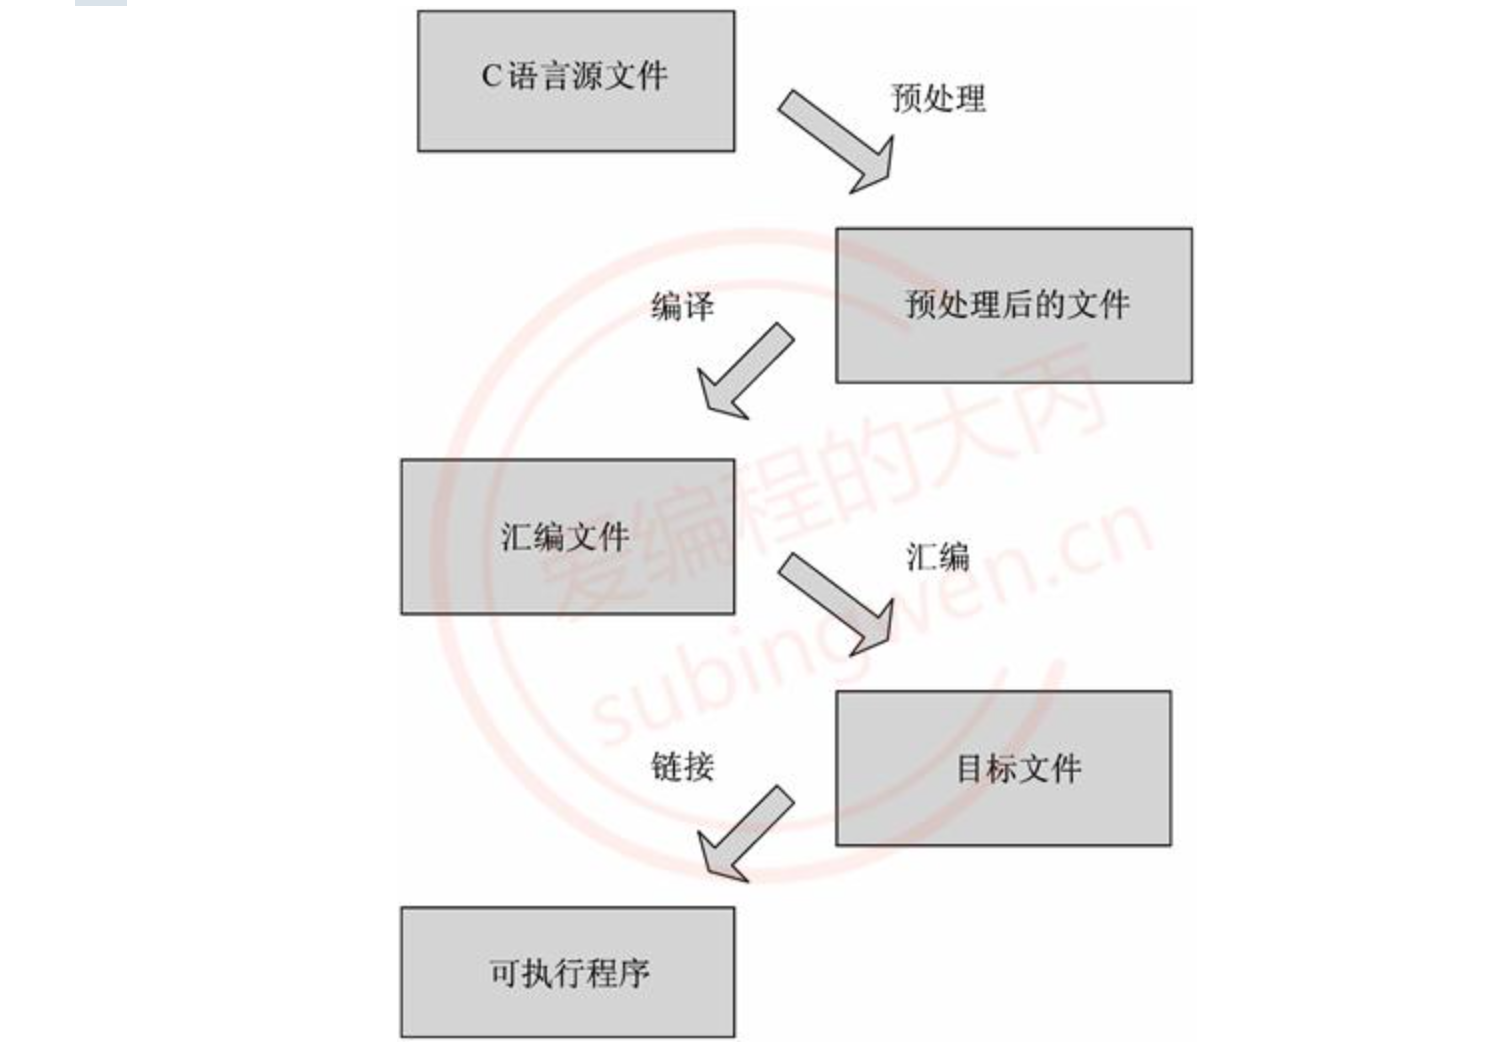 C语言源文件
预处理
预处理后的文件
编译
汇编文件
汇编
目标文件
链接
可执行程序
爱编程的大丙
subingwen.cn